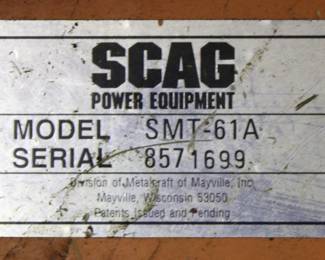 SCAG
POWER EQUIPMENT
MODEL SMT-61A
SERIAL 8571699
Division of Metalcraft of Mayville, Inc.
Mayville, Wisconsin 53050
Patents Issued and Pending